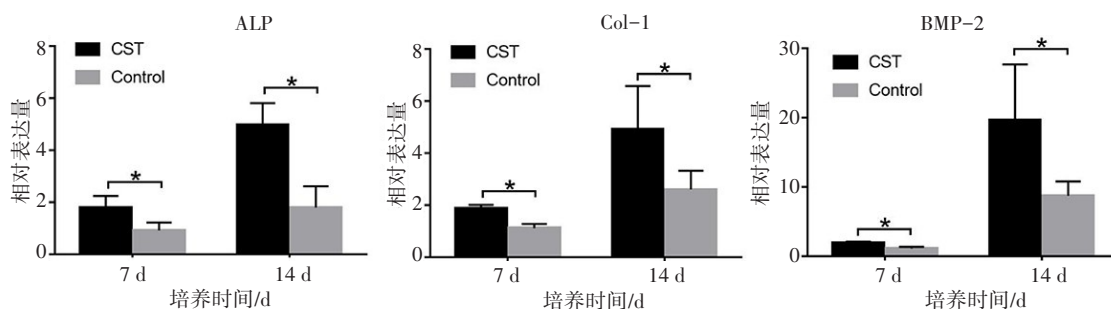 ALP
8
6
4
2
0
CST
Control
*
*
7 d
14 d
相对表达量
培养时间/d
Col-1
8
6
4
2
0
CST
Control
*
*
7 d
14 d
相对表达量
培养时间/d
BMP-2
30
20
10
0
CST
Control
*
*
7 d
14 d
相对表达量
培养时间/d